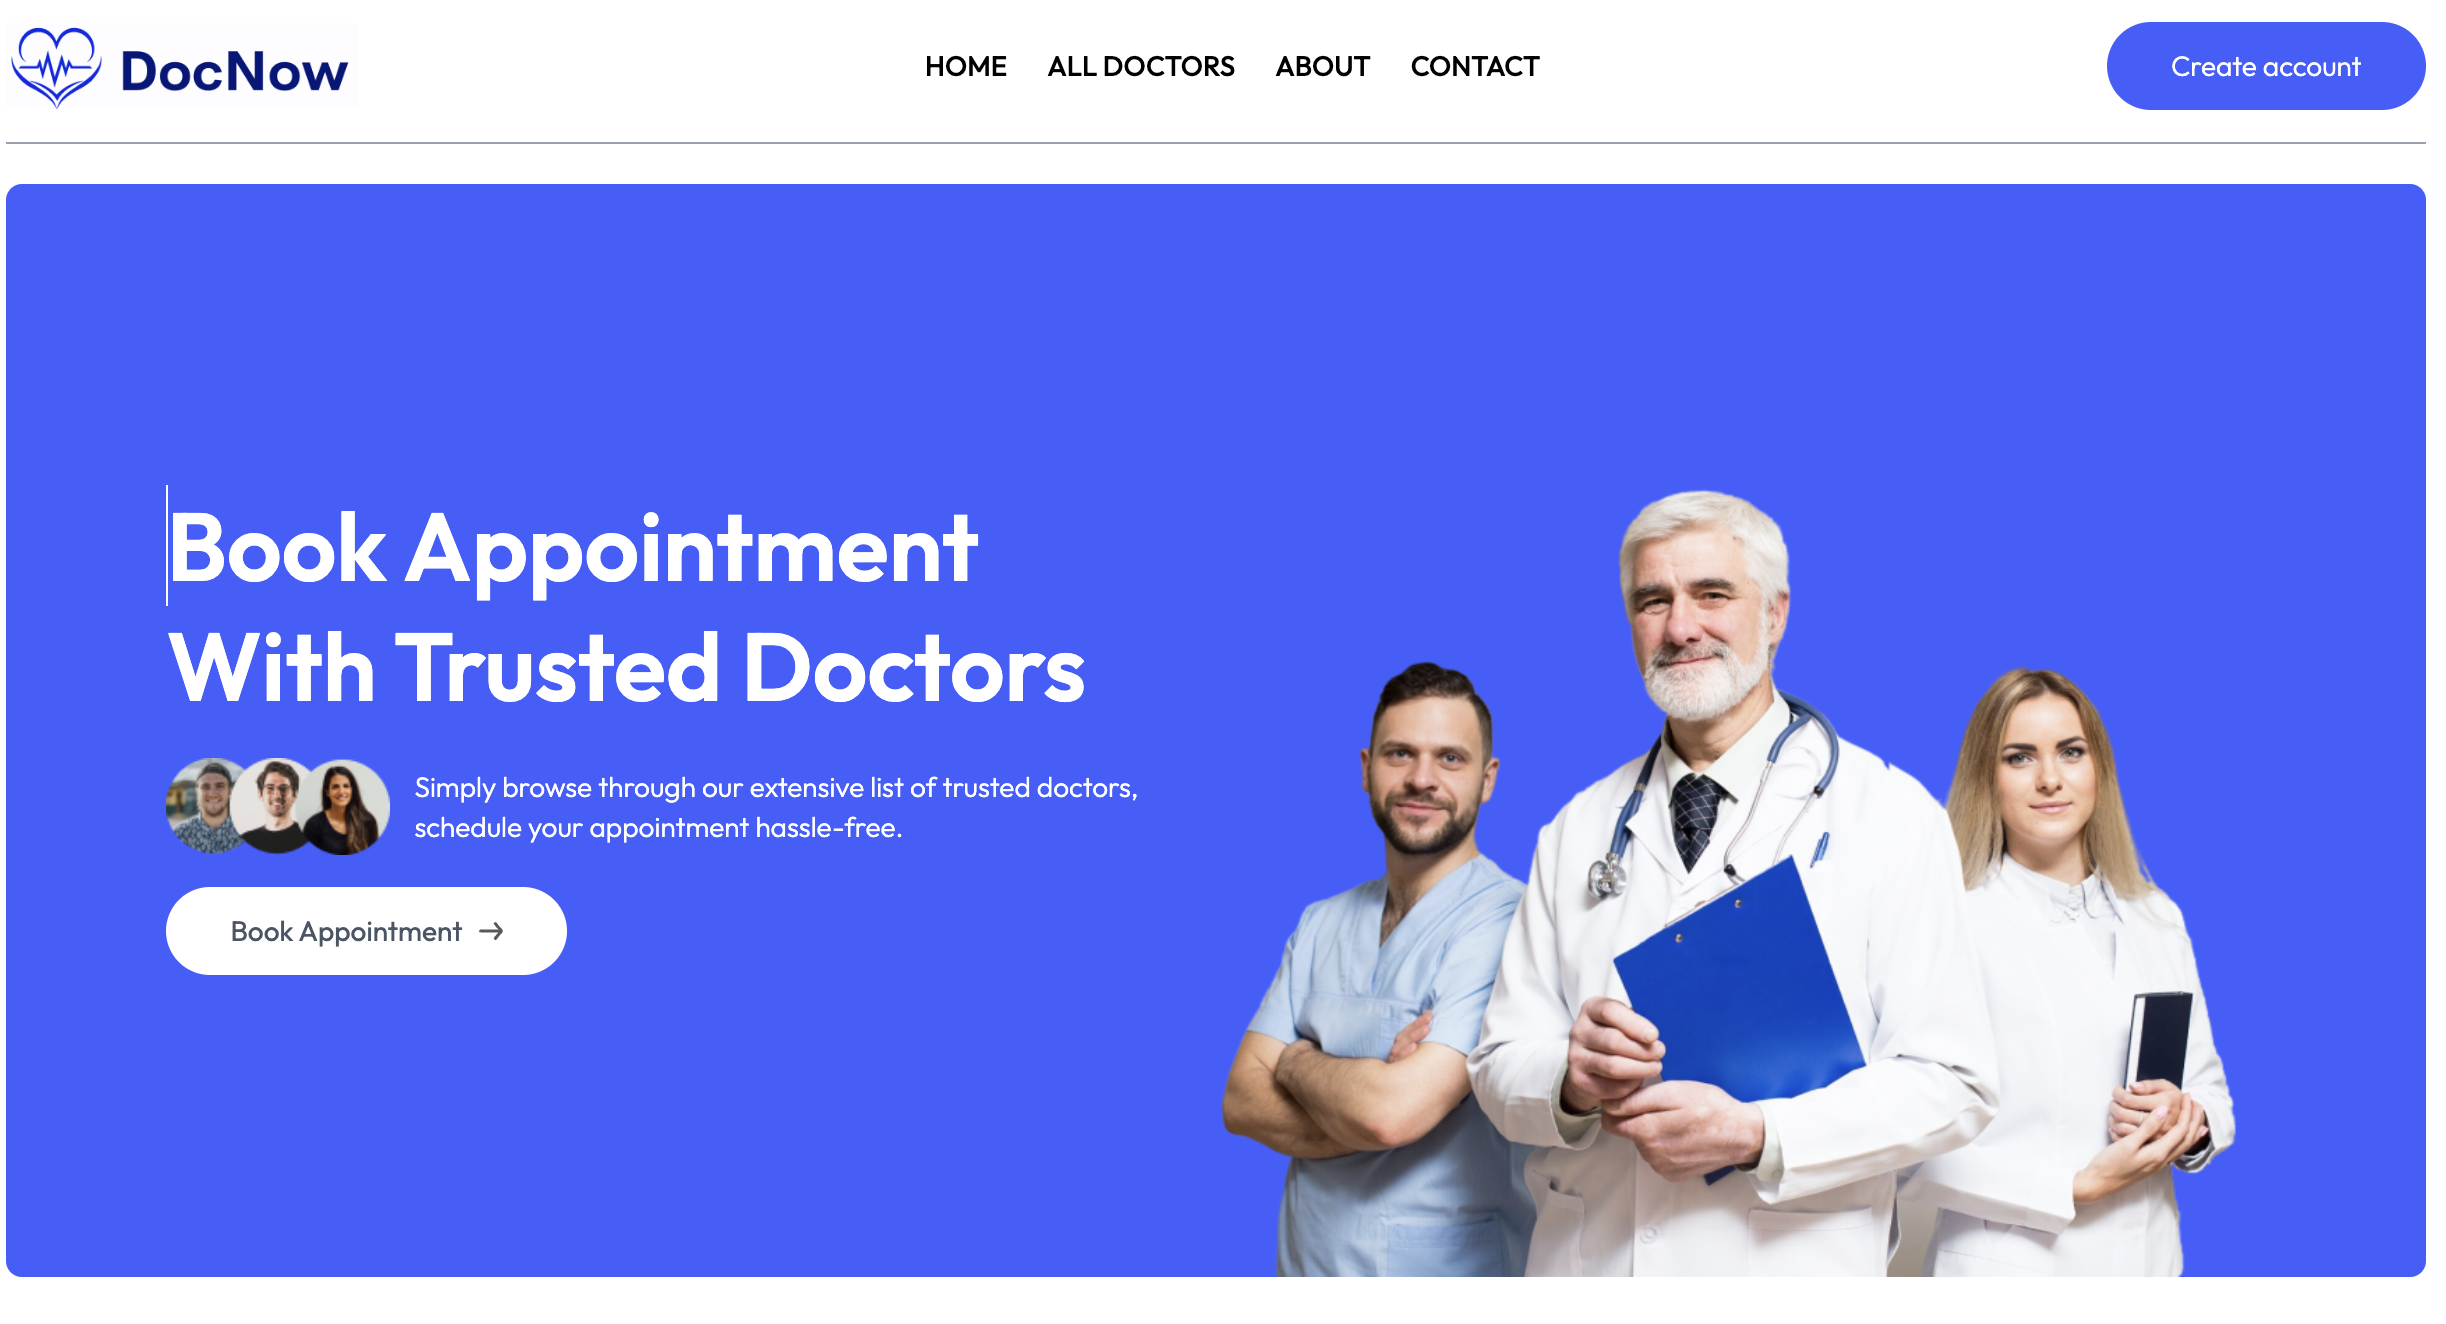 DocNow
HOME
ALL DOCTORS
ABOUT
CONTACT
Create account
Book Appointment
With Trusted Doctors
Simply browse through our extensive list of trusted doctors,
schedule your appointment hassle-free.
Book Appointment →